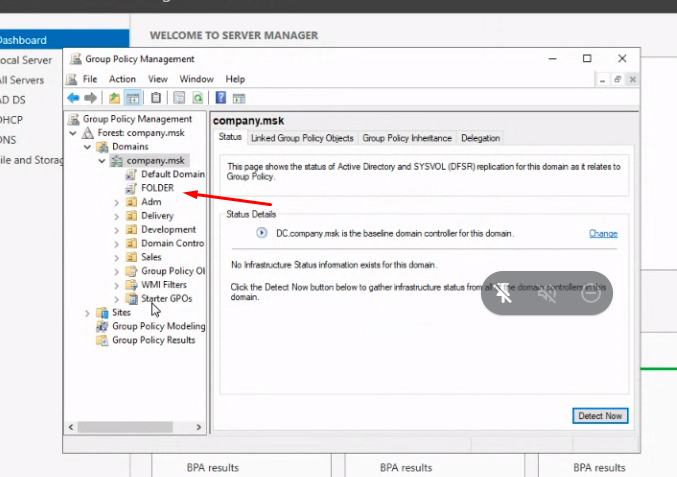 Dashboard
WELCOME TO SERVER MANAGER
ocal Server
All Servers
AD DS
DHCP
DNS
ile and Storag
Group Policy Management
File Action View Window Help
Group Policy Management
Forest: company.msk
Domains
company.msk
Default Domain
FOLDER
Adm
Delivery
Development
Domain Contro
Sales
Group Policy Ol
WMI Filters
Starter GPOs
Sites
Group Policy Modeling
Group Policy Results
company.msk
Status Linked Group Policy Objects Group Policy Inheritance Delegation
This page shows the status of Active Directory and SYSVOL (DFSR) replication for this domain as it relates to
Group Policy.
Status Details
DC.company.msk is the baseline domain controller for this domain. Change
No Infrastructure Status information exists for this domain.
Click the Detect Now button below to gather infrastructure status from all the domain controllers in this
domain.
Detect Now
BPA results BPA results BPA results